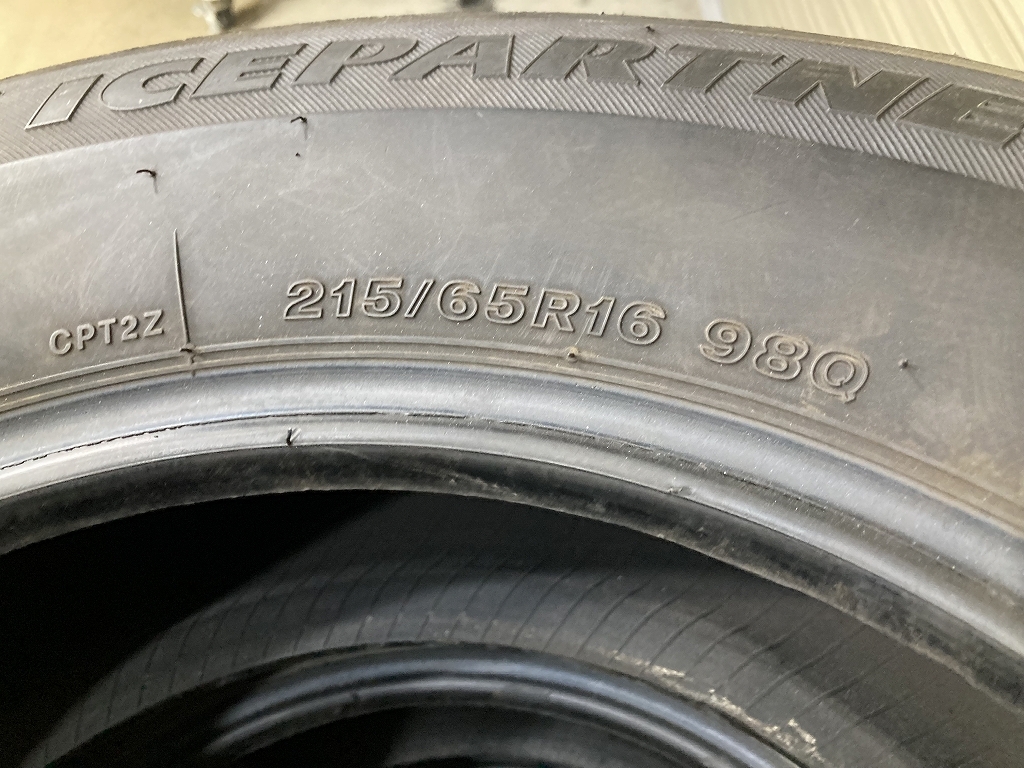 ICEPARTNE
215/65R16 98Q
CPT2Z